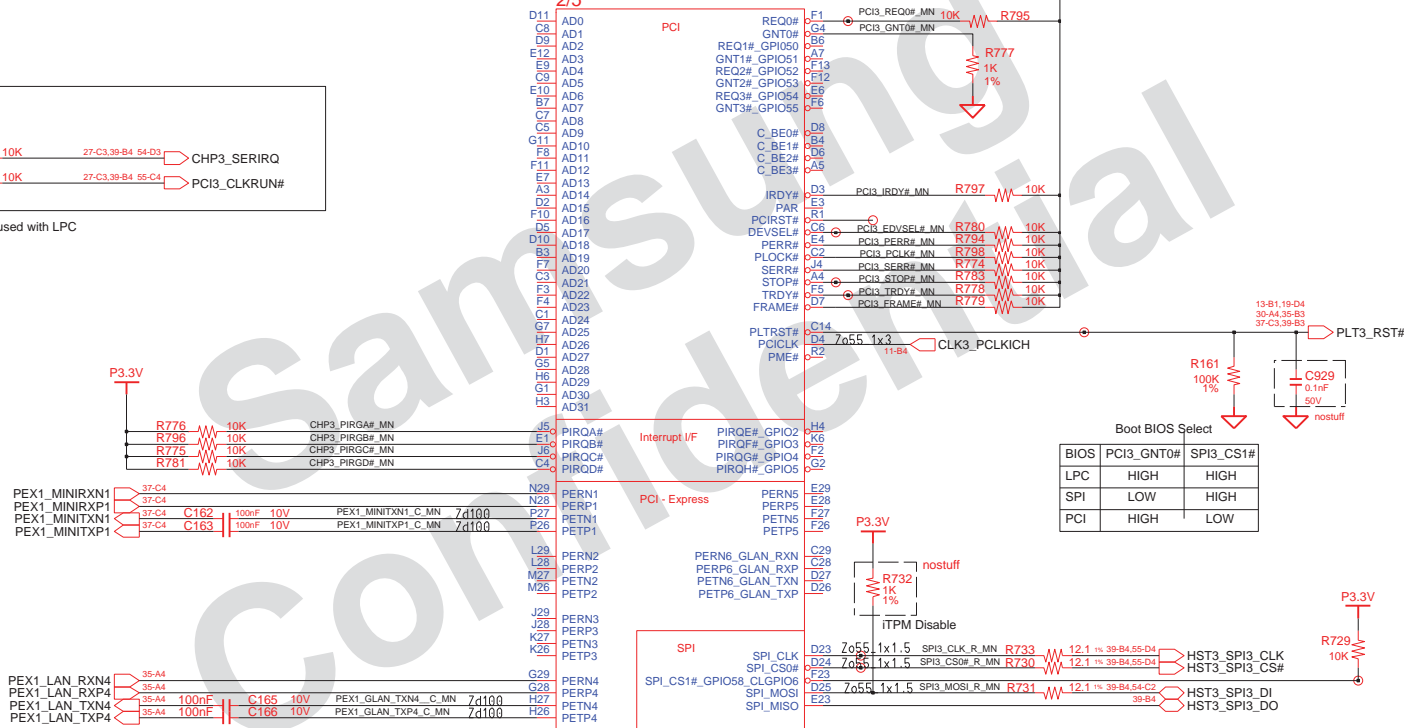 2/5
PCI
D11 AD0
C8 AD1
D9 AD2
E12 AD3
E9 AD4
C9 AD5
E10 AD6
B7 AD7
C7 AD8
C5 AD9
G11 AD10
F8 AD11
F11 AD12
E7 AD13
A3 AD14
D2 AD15
F10 AD16
D5 AD17
D10 AD18
B3 AD19
F7 AD20
C3 AD21
F3 AD22
F4 AD23
C1 AD24
G7 AD25
H7 AD26
D1 AD27
G5 AD28
H6 AD29
G1 AD30
H3 AD31
REQ0# F1 PCI3_REQ0#_MN 10K R795
GNT0# G4 PCI3_GNT0#_MN
REQ1#_GPI050 B6
GNT1#_GPIO51 A7
REQ2#_GPIO52 F13
GNT2#_GPIO53 F12
REQ3#_GPIO54 E6
GNT3#_GPIO55 F6
R777
1K
1%
C_BE0# D8
C_BE1# B4
C_BE2# D6
C_BE3# A5
IRDY# D3 PCI3_IRDY#_MN R797 10K
PAR E3
PCIRST# R1
DEVSEL# C6 PCI3_EDVSEL#_MN R780 10K
PERR# E4 PCI3_PERR#_MN R794 10K
PLOCK# C2 PCI3_PCLK#_MN R798 10K
SERR# J4 PCI3_SERR#_MN R774 10K
STOP# A4 PCI3_STOP#_MN R783 10K
TRDY# F5 PCI3_TRDY#_MN R778 10K
FRAME# D7 PCI3_FRAME#_MN R779 10K
PLTRST# C14
PCICLK D4 Zo55_1x3 11-B4 CLK3_PCLKICH
PME# R2
10K 27-C3,39-B4 54-D3 CHP3_SERIRQ
10K 27-C3,39-B4 55-C4 PCI3_CLKRUN#
used with LPC
13-B1,19-D4
30-A4,35-B3
37-C3,39-B3
PLT3_RST#
R161
100K
1%
C929
0.1nF
50V
nostuff
P3.3V
R776 10K CHP3_PIRGA#_MN J5 PIRQA#
R796 10K CHP3_PIRGB#_MN E1 PIRQB#
R775 10K CHP3_PIRGC#_MN J6 PIRQC#
R781 10K CHP3_PIRGD#_MN C4 PIRQD#
Interrupt I/F
PIRQE#_GPIO2 H4
PIRQF#_GPIO3 K6
PIRQG#_GPIO4 F2
PIRQH#_GPIO5 G2
Boot BIOS Select
BIOS PCI3_GNT0# SPI3_CS1#
LPC HIGH HIGH
SPI LOW HIGH
PCI HIGH LOW
PCI - Express
PEX1_MINIRXN1 37-C4 N29 PERN1
PEX1_MINIRXP1 37-C4 N28 PERP1
PEX1_MINITXN1 37-C4 C162 100nF 10V PEX1_MINITXN1_C_MN Zd100 P27 PETN1
PEX1_MINITXP1 37-C4 C163 100nF 10V PEX1_MINITXP1_C_MN Zd100 P26 PETP1
L29 PERN2
L28 PERP2
M27 PETN2
M26 PETP2
J29 PERN3
J28 PERP3
K27 PETN3
K26 PETP3
PEX1_LAN_RXN4 35-A4 G29 PERN4
PEX1_LAN_RXP4 35-A4 G28 PERP4
PEX1_LAN_TXN4 35-A4 100nF C165 10V PEX1_GLAN_TXN4__C_MN Zd100 H27 PETN4
PEX1_LAN_TXP4 35-A4 100nF C166 10V PEX1_GLAN_TXP4_C_MN Zd100 H26 PETP4
PERN5 E29
PERP5 E28
PETN5 F27
PETP5 F26
PERN6_GLAN_RXN C29
PERP6_GLAN_RXP C28
PETN6_GLAN_TXN D27
PETP6_GLAN_TXP D26
P3.3V
nostuff
R732
1K
1%
iTPM Disable
SPI
SPI_CLK D23 Zo55_1x1.5 SPI3_CLK_R_MN R733 12.1 1% 39-B4,55-D4 HST3_SPI3_CLK
SPI_CS0# D24 Zo55_1x1.5 SPI3_CS0#_R_MN R730 12.1 1% 39-B4,55-D4 HST3_SPI3_CS#
SPI_CS1#_GPIO58_CLGPIO6 F23
SPI_MOSI D25 Zo55_1x1.5 SPI3_MOSI_R_MN R731 12.1 1% 39-B4,54-C2 HST3_SPI3_DI
SPI_MISO E23 39-B4 HST3_SPI3_DO
P3.3V
R729
10K
Samsung
Confidential